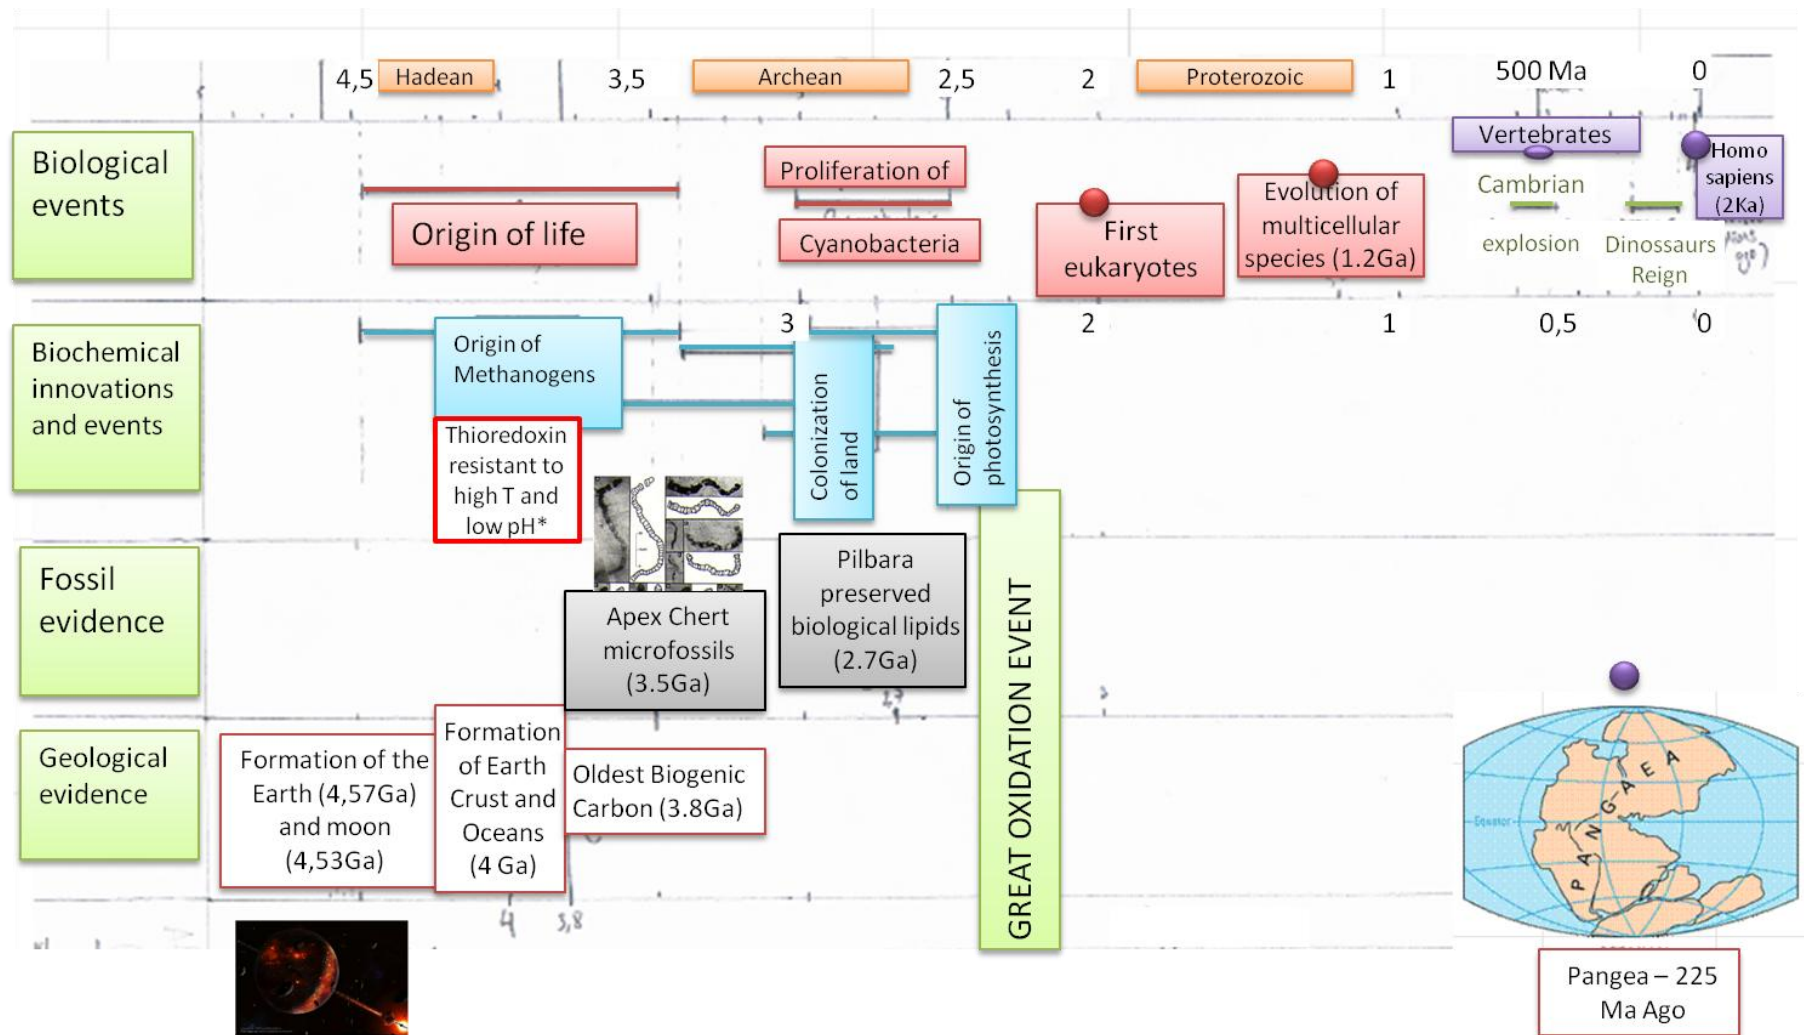 4,5
Hadean
3,5
Archean
2,5
2
Proterozoic
1
500 Ma
0
Biological
events
Origin of life
Proliferation of
Cyanobacteria
First
eukaryotes
Evolution of
multicellular
species (1.2Ga)
Vertebrates
Cambrian
explosion
Dinossaurs
Reign
Homo
sapiens
(2Ka)
ago)
Biochemical
innovations
and events
Origin of
Methanogens
Thioredoxin
resistant to
high T and
low pH*
3
Colonization
of land
Origin of
photosynthesis
2
1
0,5
0
Fossil
evidence
Apex Chert
microfossils
(3.5Ga)
Pilbara
preserved
biological lipids
(2.7Ga)
2,7
GREAT OXIDATION EVENT
Geological
evidence
Formation of the
Earth (4,57Ga)
and moon
(4,53Ga)
Formation
of Earth
Crust and
Oceans
(4 Ga)
Oldest Biogenic
Carbon (3.8Ga)
4
3,8
Equator
PANGAEA
Pangea – 225
Ma Ago